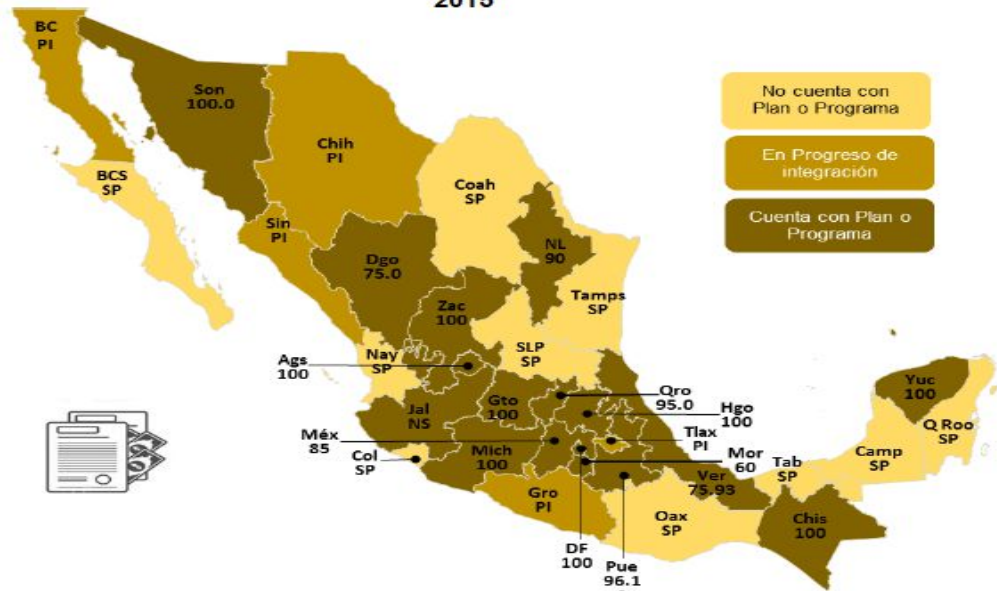 2015
BC
PI
Son
100.0
Chih
PI
No cuenta con
Plan o Programa
En Progreso de
integración
Cuenta con Plan o
Programa
BCS
SP
Coah
SP
Sin
PI
NL
90
Dgo
75.0
Tamps
SP
Zac
100
SLP
SP
Ags
100
Nay
SP
Yuc
100
Qro
95.0
Gto
100
Jal
NS
Hgo
100
Q Roo
SP
Méx
85
Tlax
PI
Col
SP
Mich
100
Mor
60
Tab
SP
Camp
SP
Ver
75.93
Gro
PI
Oax
SP
Chis
100
DF
100
Pue
96.1